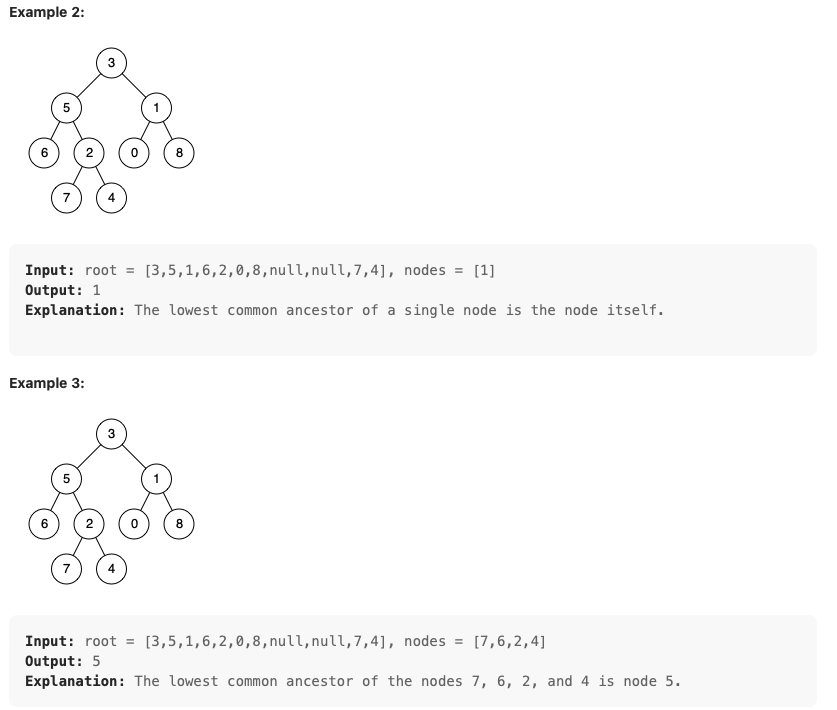 Example 2:
3
5 1
6 2 0 8
7 4
Input: root = [3,5,1,6,2,0,8,null,null,7,4], nodes = [1]
Output: 1
Explanation: The lowest common ancestor of a single node is the node itself.
Example 3:
3
5 1
6 2 0 8
7 4
Input: root = [3,5,1,6,2,0,8,null,null,7,4], nodes = [7,6,2,4]
Output: 5
Explanation: The lowest common ancestor of the nodes 7, 6, 2, and 4 is node 5.